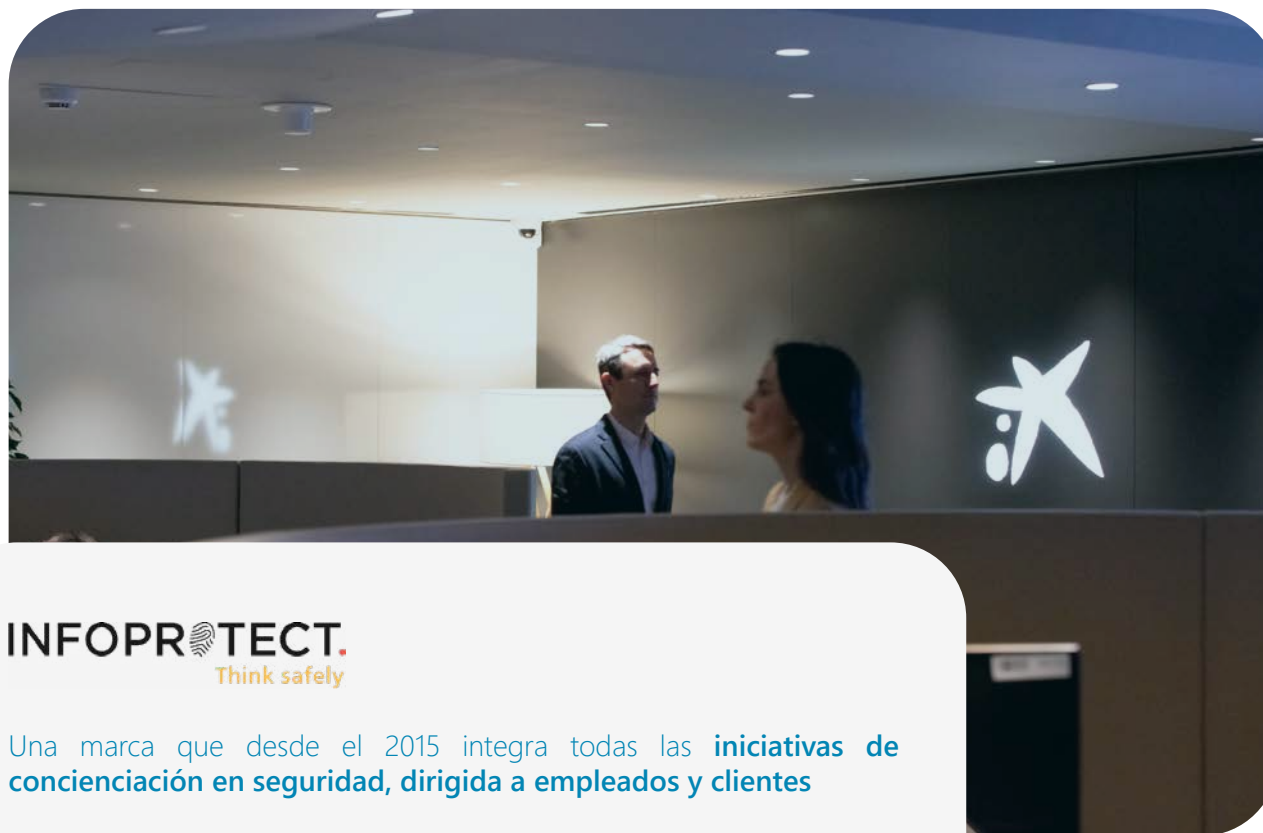 INFOPROTECT.
Think safely
Una marca que desde el 2015 integra todas las iniciativas de
concienciación en seguridad, dirigida a empleados y clientes